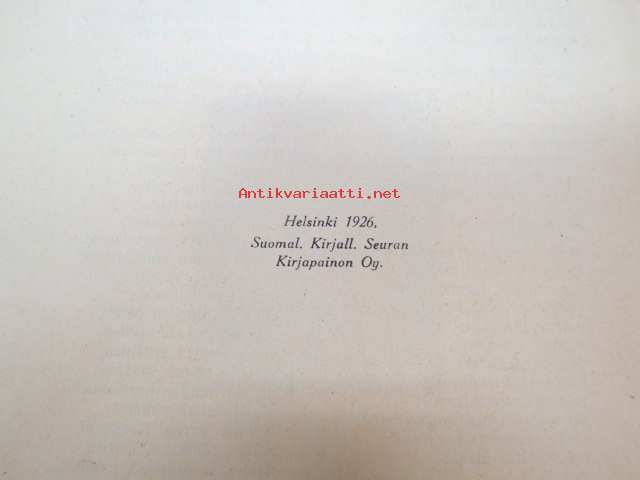 Antikvariaatti.net
Helsinki 1926,
Suomal. Kirjall. Seuran
Kirjapainon Oy.